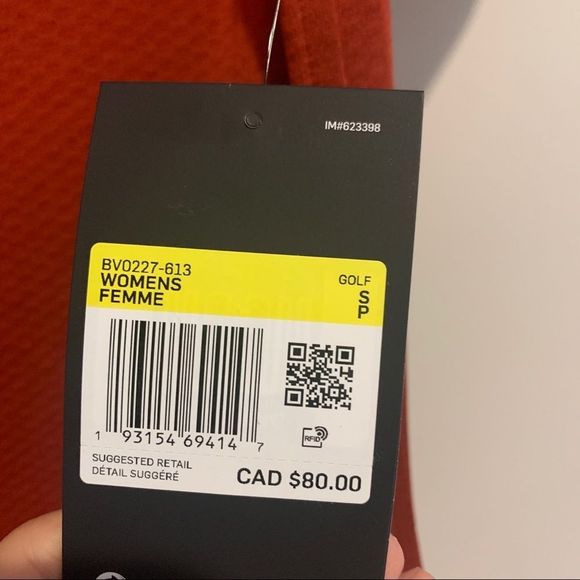 IM#623398
BV0227-613
WOMENS
FEMME
GOLF
S
P
1 93154 69414 7
RFID
SUGGESTED RETAIL
DÉTAIL SUGGÉRÉ
CAD $80.00